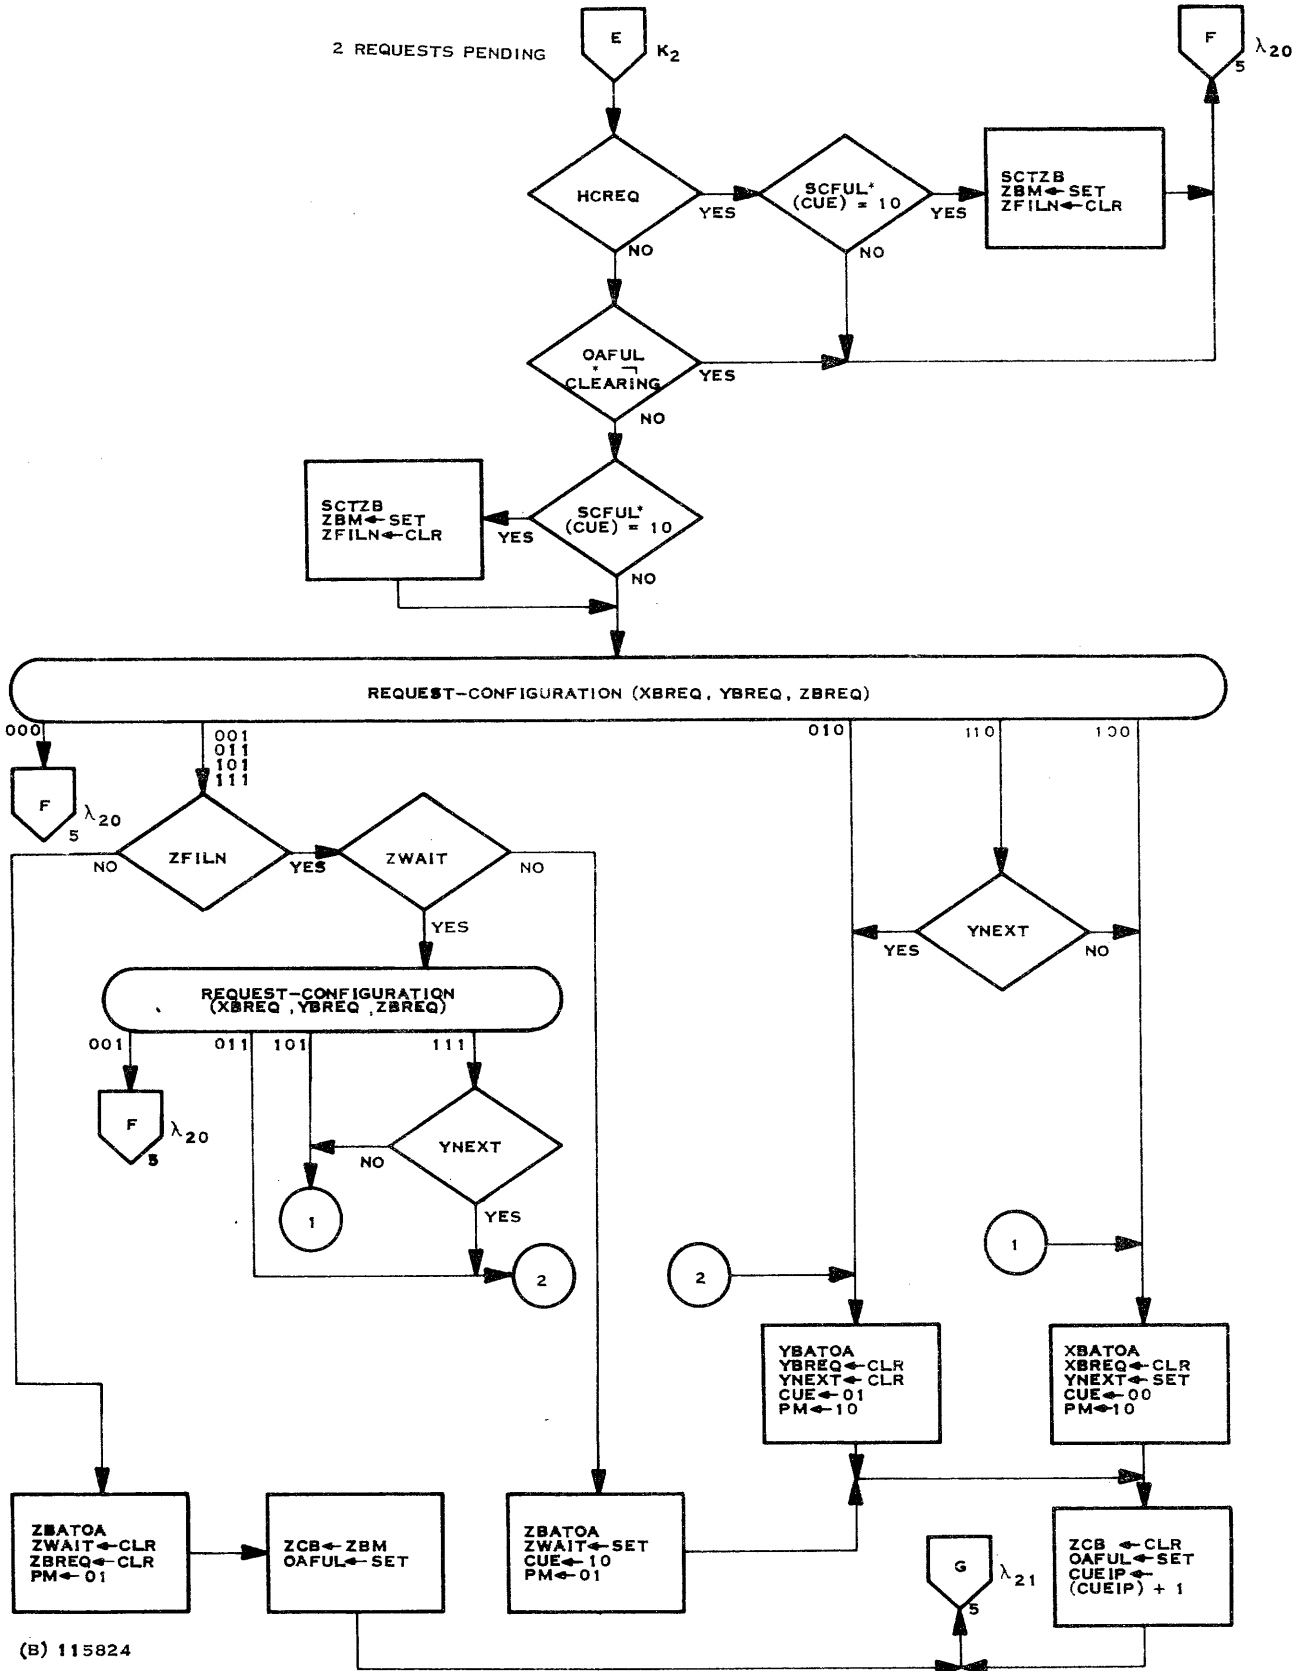 2 REQUESTS PENDING
E
K2
F
5
λ20
HCREQ
YES
NO
SCFUL*
(CUE) = 10
YES
NO
SCTZB
ZBM←SET
ZFILN←CLR
OAFUL
* ¬
CLEARING
YES
NO
SCTZB
ZBM←SET
ZFILN←CLR
SCFUL*
(CUE) = 10
YES
NO
REQUEST-CONFIGURATION (XBREQ, YBREQ, ZBREQ)
000
001
011
101
111
010
110
100
F
5
λ20
ZFILN
NO
YES
ZWAIT
NO
YES
YNEXT
YES
NO
REQUEST-CONFIGURATION
(XBREQ ,YBREQ ,ZBREQ)
001
011
101
111
F
5
λ20
YNEXT
NO
YES
1
2
2
1
YBATOA
YBREQ←CLR
YNEXT←CLR
CUE←01
PM←10
XBATOA
XBREQ←CLR
YNEXT←SET
CUE←00
PM←10
ZBATOA
ZWAIT←CLR
ZBREQ←CLR
PM←01
ZCB←ZBM
OAFUL←SET
ZBATOA
ZWAIT←SET
CUE←10
PM←01
G
5
λ21
ZCB ←CLR
OAFUL←SET
CUEIP←
(CUEIP) + 1
(B) 115824